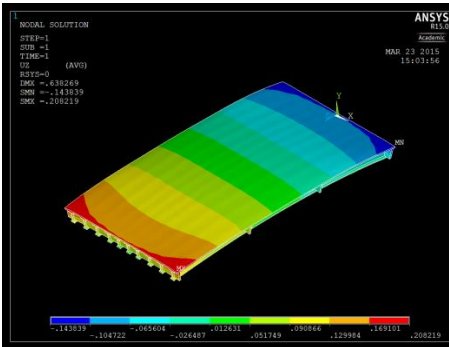 1
NODAL SOLUTION
STEP=1
SUB =1
TIME=1
UZ (AVG)
RSYS=0
DMX =.638269
SMN =-.143839
SMX =.208219
ANSYS
R15.0
Academic
MAR 23 2015
15:03:56
Y
X
MN
-.143839 -.065604 .012631 .090866 .169101
-.104722 -.026487 .051749 .129984 .208219